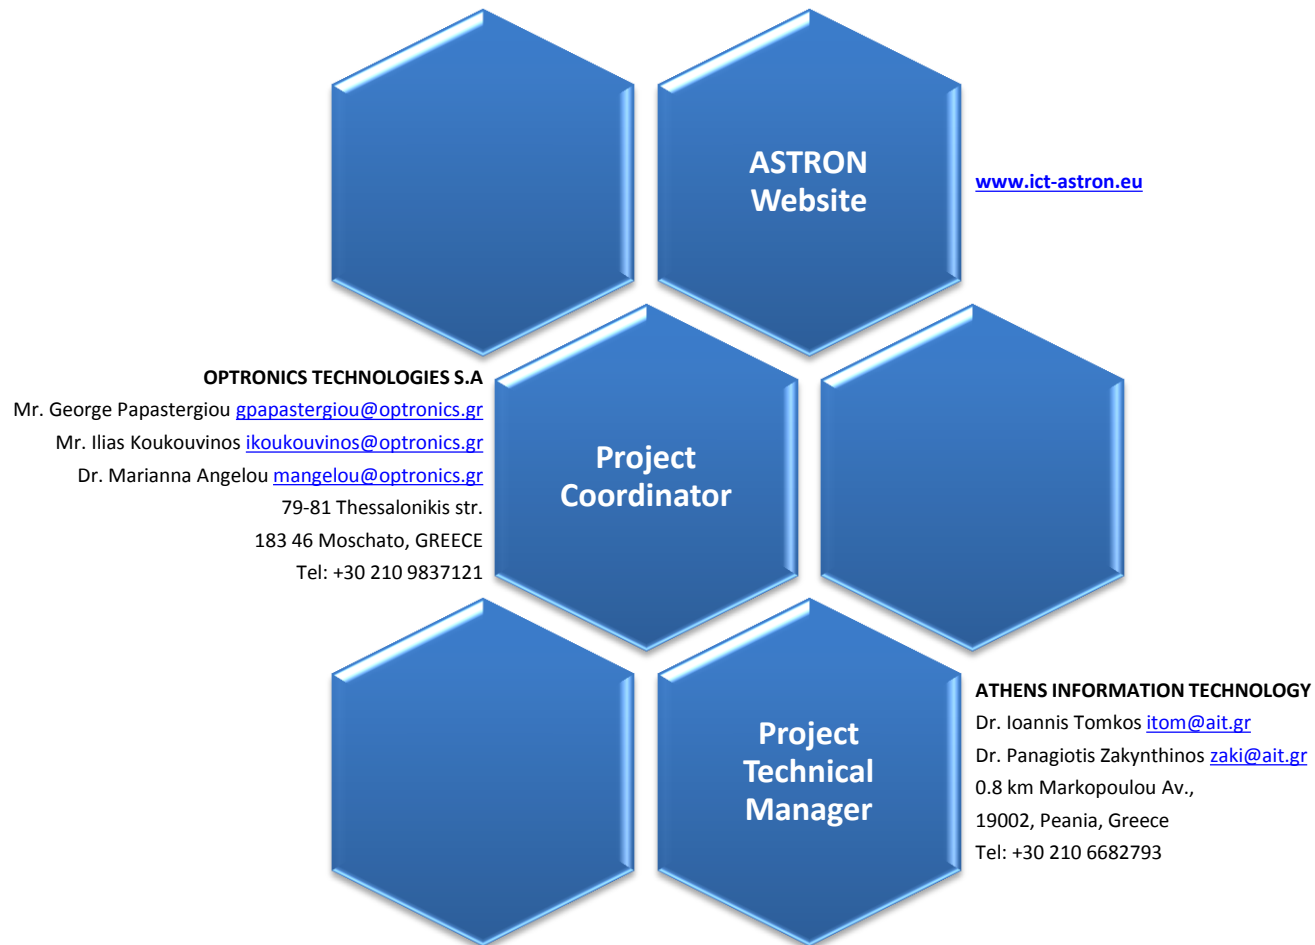 ASTRON
Website
www.ict-astron.eu
OPTRONICS TECHNOLOGIES S.A
Mr. George Papastergiou gpapastergiou@optronics.gr
Mr. Ilias Koukouvinos ikoukouvinos@optronics.gr
Dr. Marianna Angelou mangelou@optronics.gr
79-81 Thessalonikis str.
183 46 Moschato, GREECE
Tel: +30 210 9837121
Project
Coordinator
Project
Technical
Manager
ATHENS INFORMATION TECHNOLOGY
Dr. Ioannis Tomkos itom@ait.gr
Dr. Panagiotis Zakynthinos zaki@ait.gr
0.8 km Markopoulou Av.,
19002, Peania, Greece
Tel: +30 210 6682793